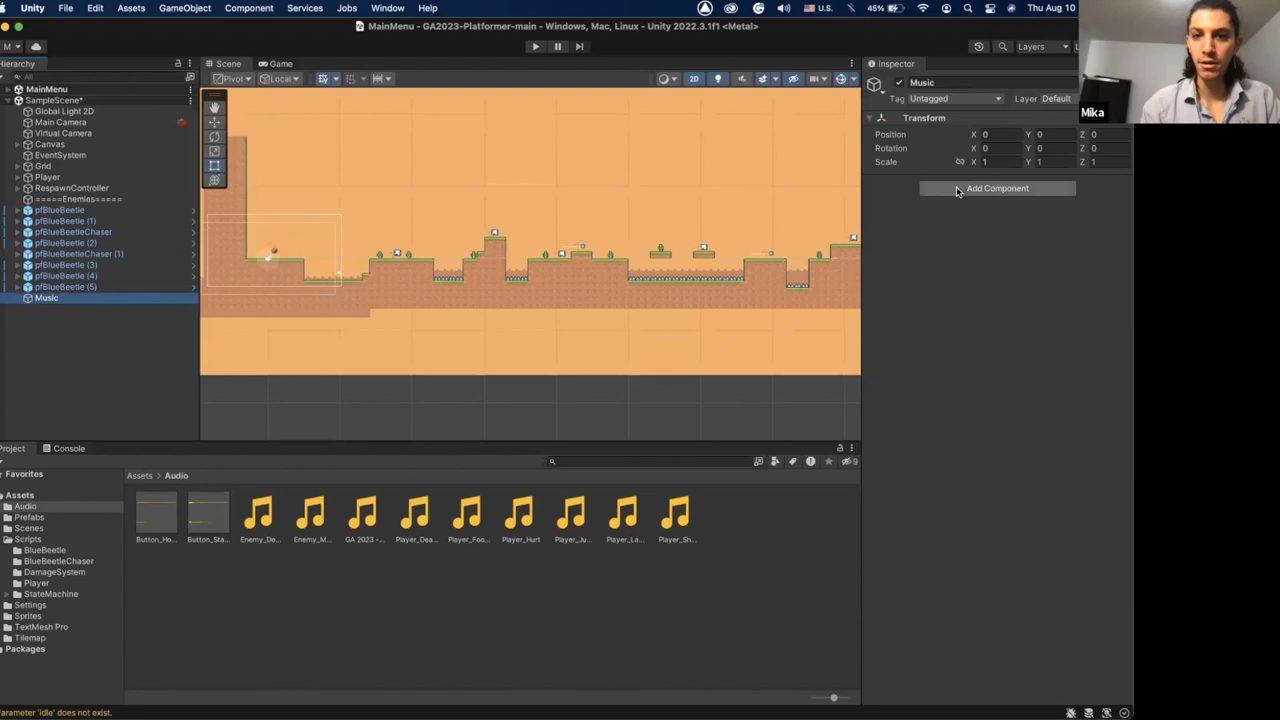 Unity File Edit Assets GameObject Component Services Jobs Window Help U.S. 45% Thu Aug 10
MainMenu - GA2023-Platformer-main - Windows, Mac, Linux - Unity 2022.3.1f1 <Metal>
M Layers
Hierarchy
All
MainMenu
SampleScene*
Global Light 2D
Main Camera
Virtual Camera
Canvas
EventSystem
Grid
Player
RespawnController
=====Enemies=====
pfBlueBeetle
pfBlueBeetle (1)
pfBlueBeetleChaser
pfBlueBeetle (2)
pfBlueBeetleChaser (1)
pfBlueBeetle (3)
pfBlueBeetle (4)
pfBlueBeetle (5)
Music
Scene Game
Pivot Local 2D
Inspector
Music
Tag Untagged Layer Default
Transform
Position X 0 Y 0 Z 0
Rotation X 0 Y 0 Z 0
Scale X 1 Y 1 Z 1
Add Component
Mika
Project Console
9
Favorites
Assets
Audio
Prefabs
Scenes
Scripts
BlueBeetle
BlueBeetleChaser
DamageSystem
Player
StateMachine
Settings
Sprites
TextMesh Pro
Tilemap
Packages
Assets > Audio
Button_Ho... Button_Sta... Enemy_De... Enemy_M... GA 2023 -... Player_Dea... Player_Foo... Player_Hurt Player_Ju... Player_La... Player_Sh...
Parameter 'idle' does not exist.